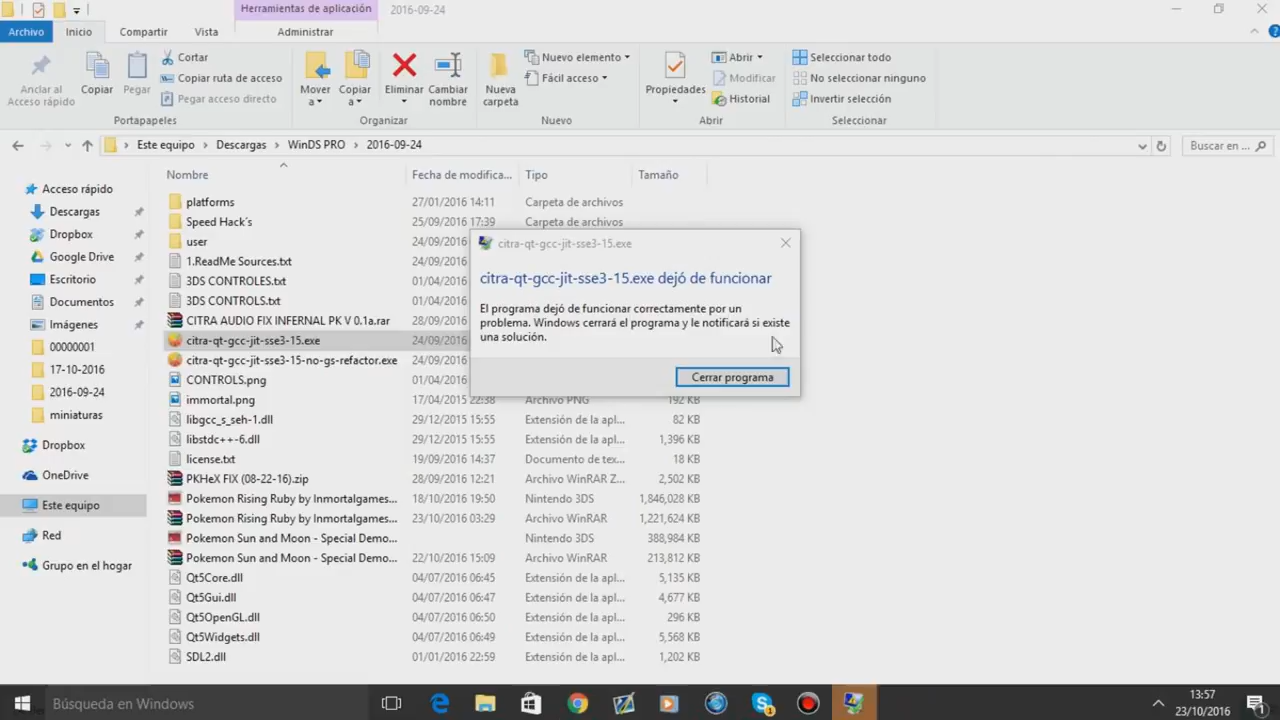 Herramientas de aplicación
2016-09-24
Archivo
Inicio
Compartir
Vista
Administrar
Anclar al
Acceso rápido
Copiar
Pegar
Cortar
Copiar ruta de acceso
Pegar acceso directo
Portapapeles
Mover
a
Copiar
a
Eliminar
Cambiar
nombre
Organizar
Nueva
carpeta
Nuevo elemento
Fácil acceso
Nuevo
Propiedades
Abrir
Modificar
Historial
Abrir
Seleccionar todo
No seleccionar ninguno
Invertir selección
Seleccionar
Este equipo
Descargas
WinDS PRO
2016-09-24
Buscar en ...
Nombre
Fecha de modifica...
Tipo
Tamaño
Acceso rápido
Descargas
Dropbox
Google Drive
Escritorio
Documentos
Imágenes
00000001
17-10-2016
2016-09-24
miniaturas
Dropbox
OneDrive
Este equipo
Red
Grupo en el hogar
platforms 27/01/2016 14:11 Carpeta de archivos
Speed Hack´s 25/09/2016 17:39 Carpeta de archivos
user 24/09/2016
1.ReadMe Sources.txt 24/09/2016
3DS CONTROLES.txt 01/04/2016
3DS CONTROLS.txt 01/04/2016
CITRA AUDIO FIX INFERNAL PK V 0.1a.rar 28/09/2016
citra-qt-gcc-jit-sse3-15.exe 24/09/2016
citra-qt-gcc-jit-sse3-15-no-gs-refactor.exe 24/09/2016
CONTROLS.png 01/04/2016
immortal.png 17/04/2015 22:38 Archivo PNG 192 KB
libgcc_s_seh-1.dll 29/12/2015 15:55 Extensión de la apl... 82 KB
libstdc++-6.dll 29/12/2015 15:55 Extensión de la apl... 1,396 KB
license.txt 19/09/2016 14:37 Documento de tex... 18 KB
PKHeX FIX (08-22-16).zip 28/09/2016 12:21 Archivo WinRAR Z... 2,502 KB
Pokemon Rising Ruby by Inmortalgames... 18/10/2016 19:50 Nintendo 3DS 1,846,028 KB
Pokemon Rising Ruby by Inmortalgames... 23/10/2016 03:29 Archivo WinRAR 1,221,624 KB
Pokemon Sun and Moon - Special Demo... Nintendo 3DS 388,984 KB
Pokemon Sun and Moon - Special Demo... 22/10/2016 15:09 Archivo WinRAR 213,812 KB
Qt5Core.dll 04/07/2016 06:45 Extensión de la apl... 5,135 KB
Qt5Gui.dll 04/07/2016 06:45 Extensión de la apl... 4,677 KB
Qt5OpenGL.dll 04/07/2016 06:50 Extensión de la apl... 296 KB
Qt5Widgets.dll 04/07/2016 06:49 Extensión de la apl... 5,568 KB
SDL2.dll 01/01/2016 22:59 Extensión de la apl... 1,202 KB
citra-qt-gcc-jit-sse3-15.exe
citra-qt-gcc-jit-sse3-15.exe dejó de funcionar
El programa dejó de funcionar correctamente por un
problema. Windows cerrará el programa y le notificará si existe
una solución.
Cerrar programa
Búsqueda en Windows
13:57
23/10/2016